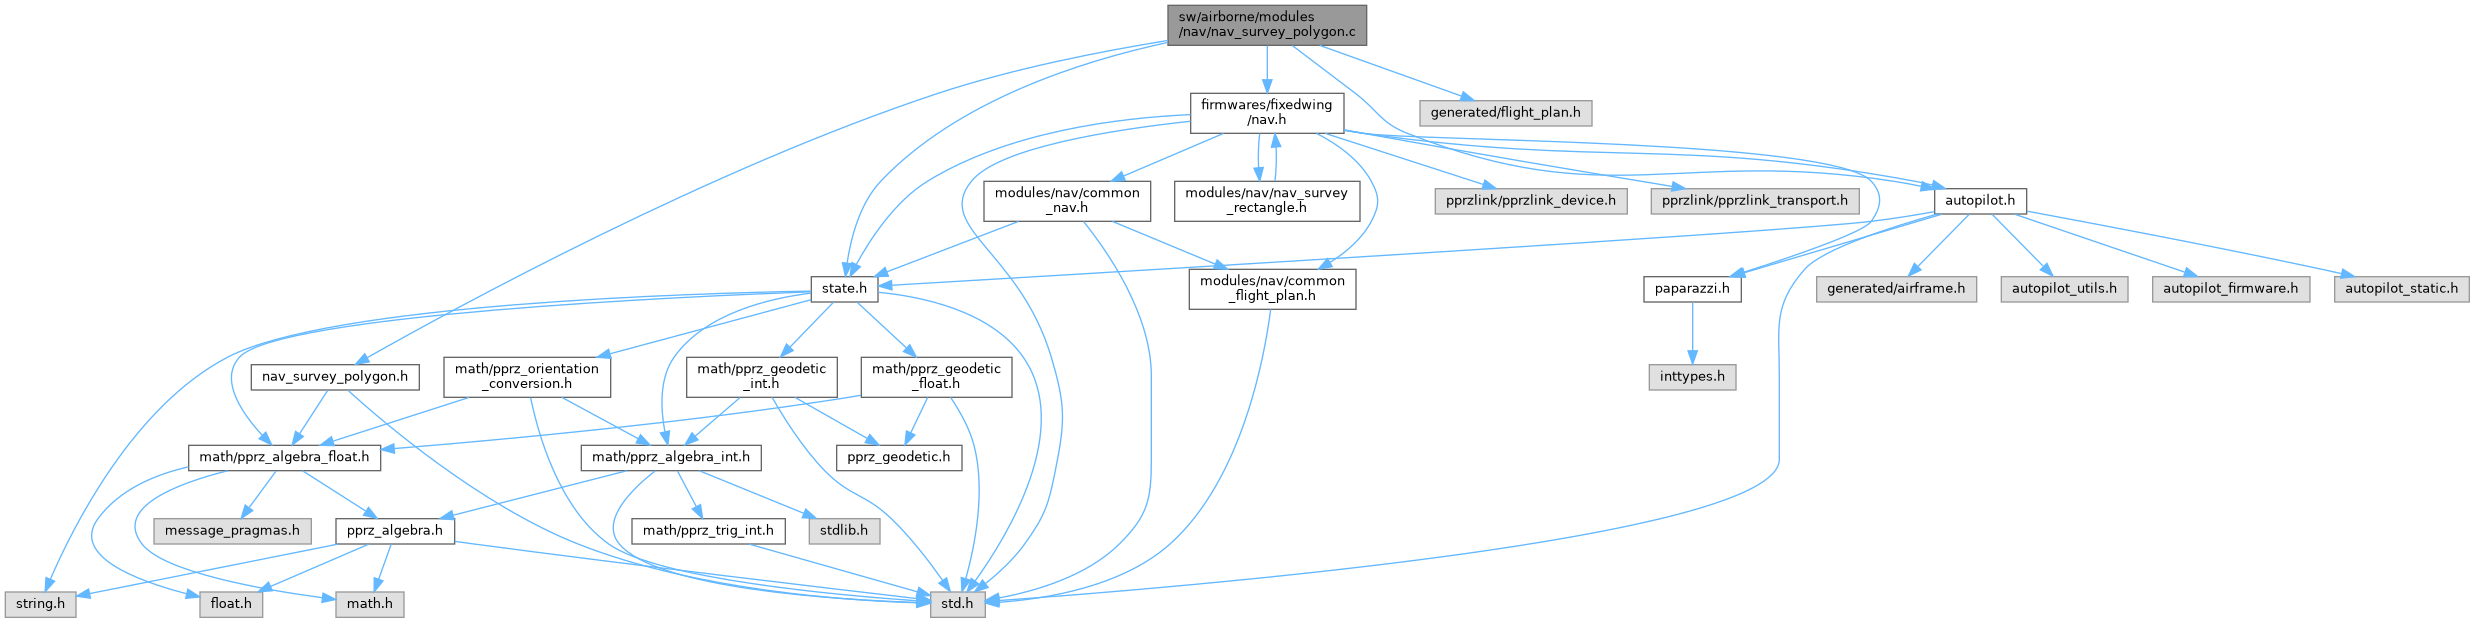 sw/airborne/modules
/nav/nav_survey_polygon.c
firmwares/fixedwing
/nav.h
generated/flight_plan.h
modules/nav/common
_nav.h
modules/nav/nav_survey
_rectangle.h
pprzlink/pprzlink_device.h
pprzlink/pprzlink_transport.h
autopilot.h
state.h
modules/nav/common
_flight_plan.h
paparazzi.h
generated/airframe.h
autopilot_utils.h
autopilot_firmware.h
autopilot_static.h
nav_survey_polygon.h
math/pprz_orientation
_conversion.h
math/pprz_geodetic
_int.h
math/pprz_geodetic
_float.h
inttypes.h
math/pprz_algebra_float.h
math/pprz_algebra_int.h
pprz_geodetic.h
message_pragmas.h
pprz_algebra.h
math/pprz_trig_int.h
stdlib.h
string.h
float.h
math.h
std.h